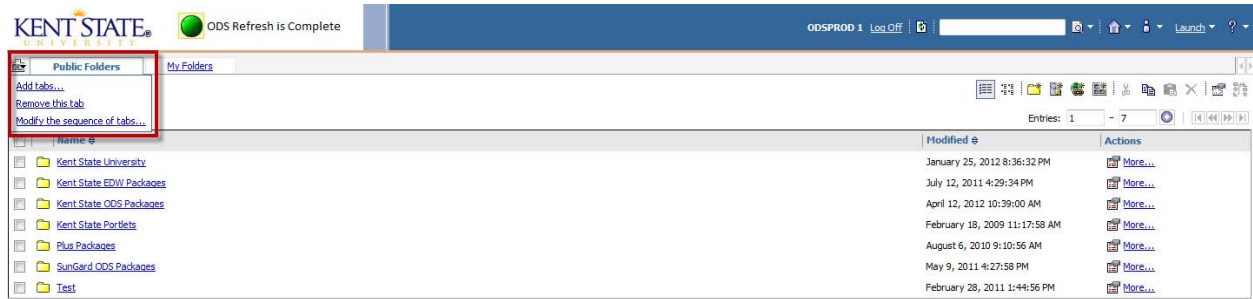 KENT STATE®
UNIVERSITY
ODS Refresh is Complete
ODSPROD 1 Log Off Launch ?
Public Folders My Folders
Add tabs...
Remove this tab
Modify the sequence of tabs...
Entries: 1 - 7
Name Modified Actions
Kent State University January 25, 2012 8:36:32 PM More...
Kent State EDW Packages July 12, 2011 4:29:34 PM More...
Kent State ODS Packages April 12, 2012 10:39:00 AM More...
Kent State Portlets February 18, 2009 11:17:58 AM More...
Plus Packages August 6, 2010 9:10:56 AM More...
SunGard ODS Packages May 9, 2011 4:27:58 PM More...
Test February 28, 2011 1:44:56 PM More...